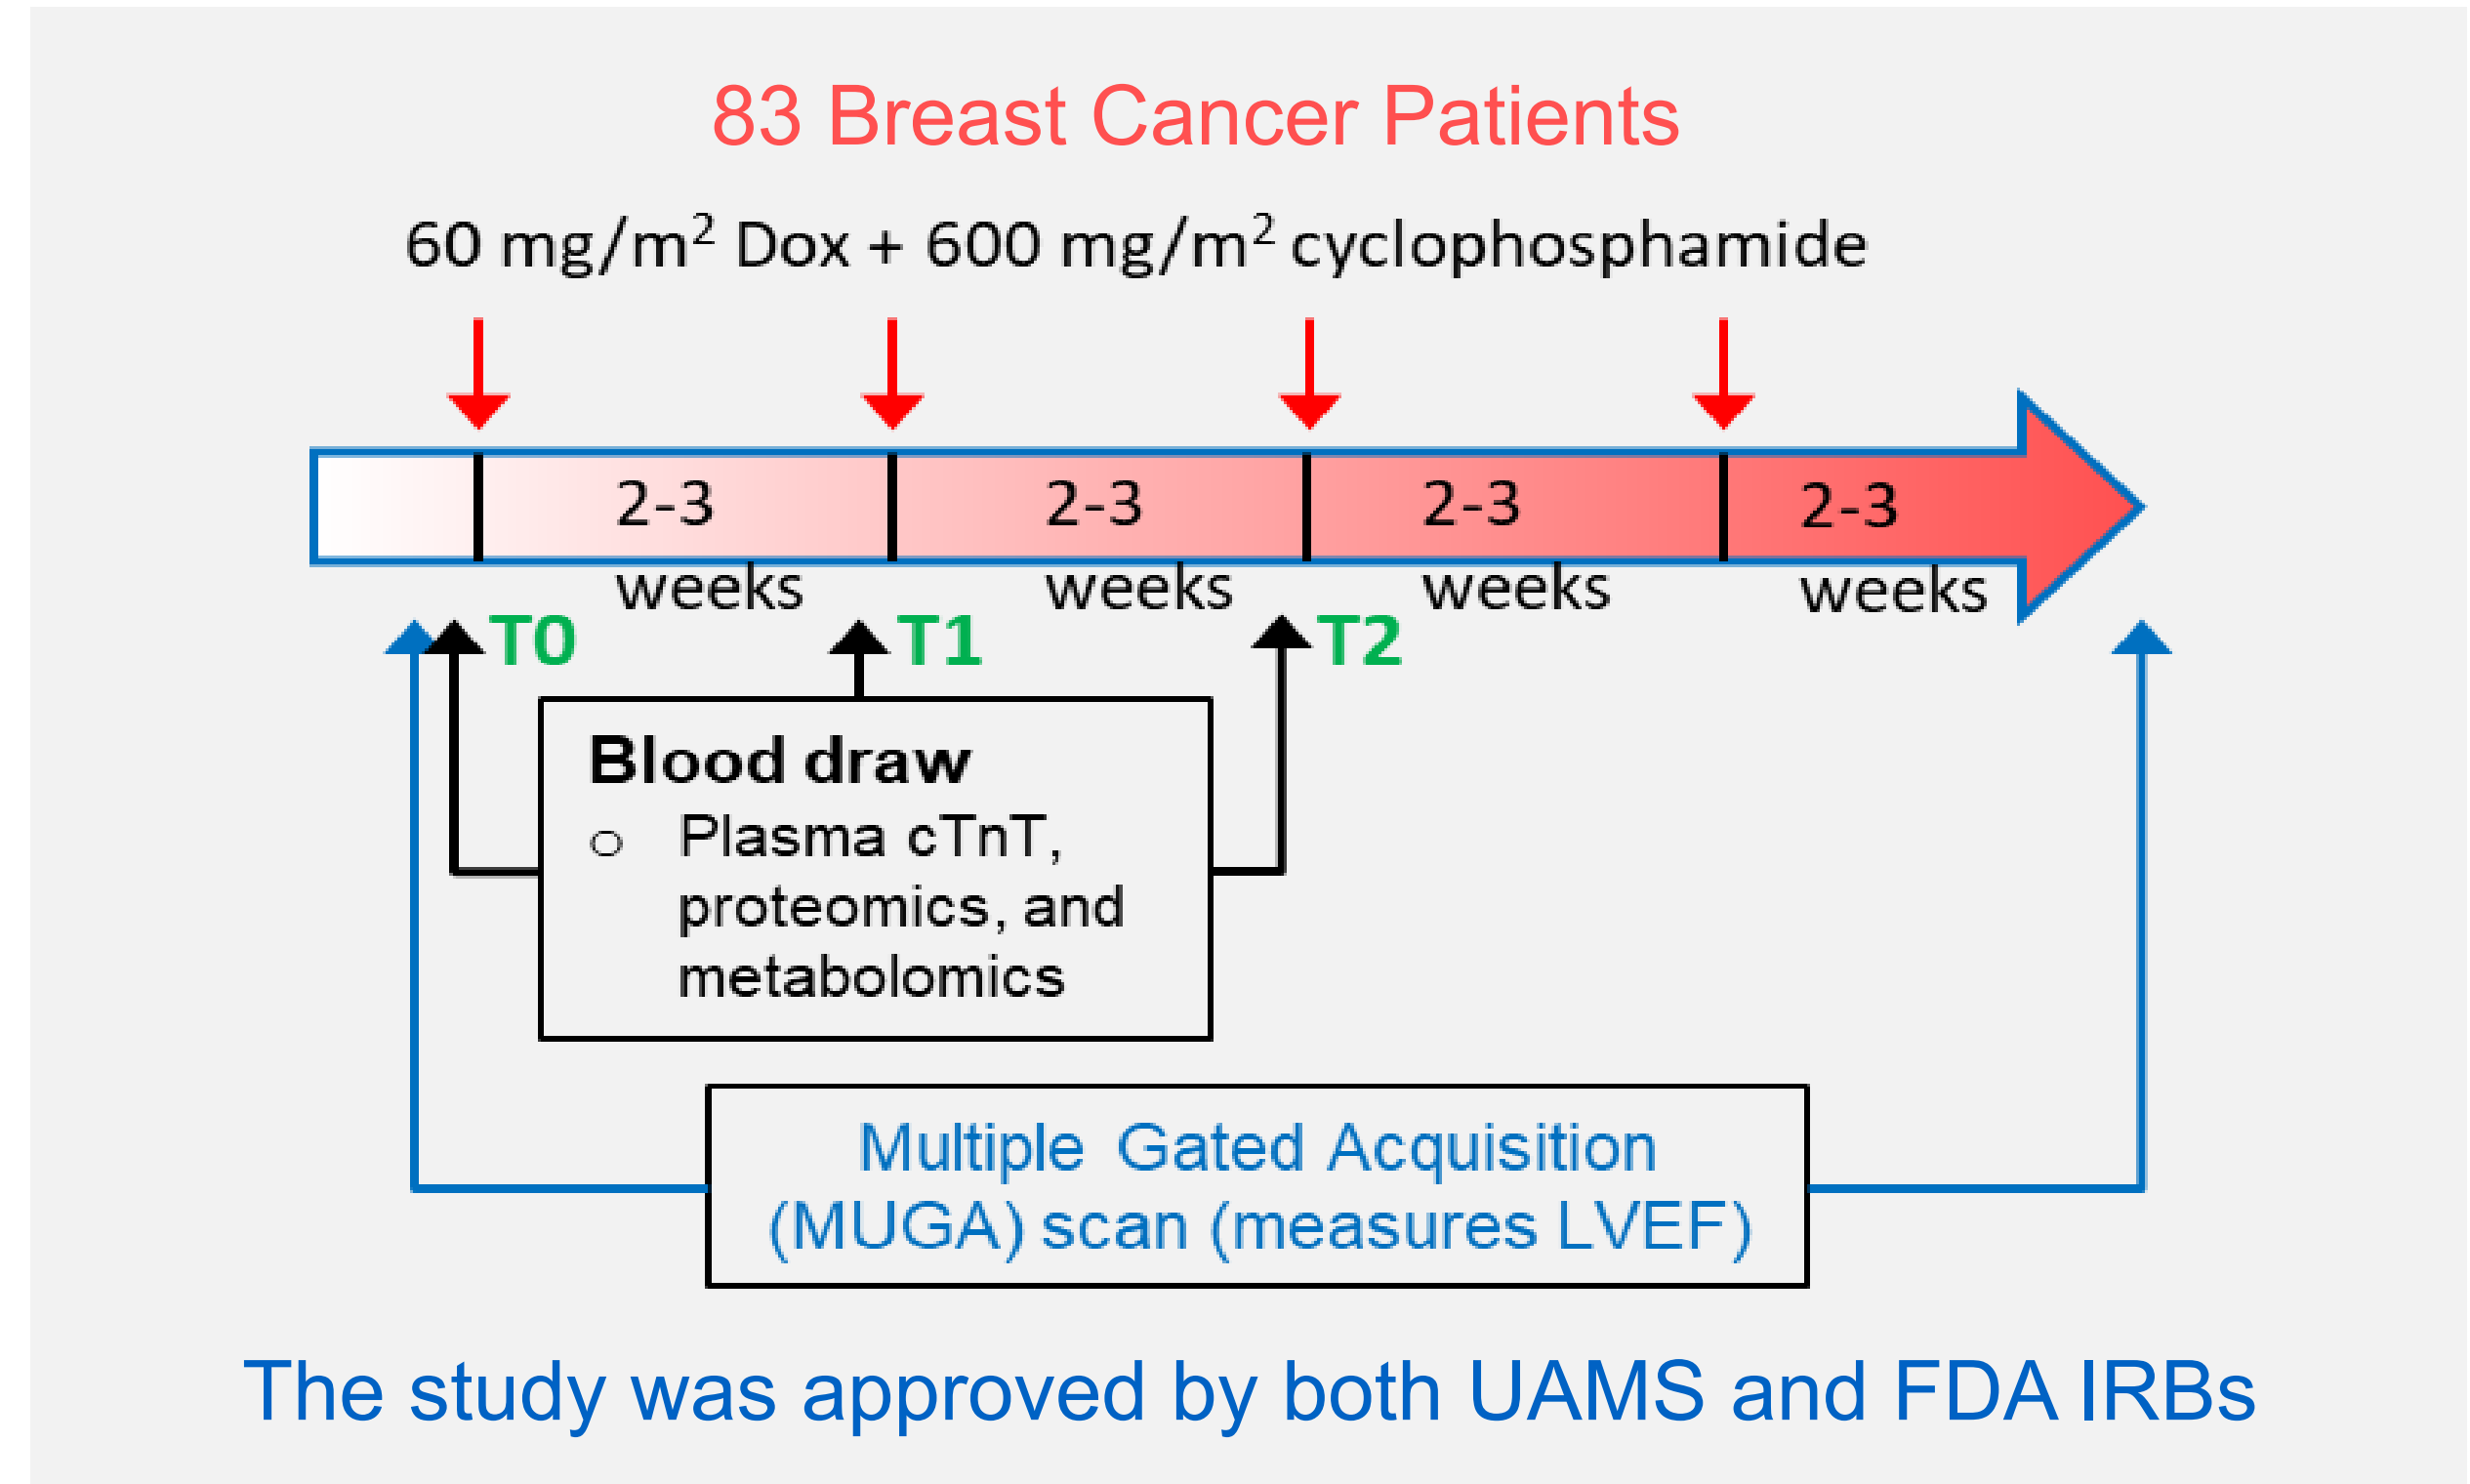 83 Breast Cancer Patients
60 mg/m² Dox + 600 mg/m² cyclophosphamide
2-3 weeks
2-3 weeks
2-3 weeks
2-3 weeks
T0
T1
T2
Blood draw
o Plasma cTnT,
proteomics, and
metabolomics
Multiple Gated Acquisition
(MUGA) scan (measures LVEF)
The study was approved by both UAMS and FDA IRBs